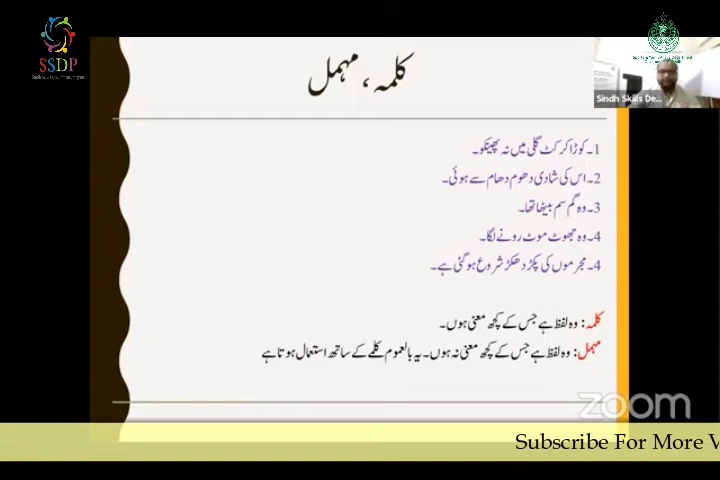 SSDP
کلمہ، مہمل
Sindh Skills De...
1۔ کوڑا کرکٹ گلی میں نہ پھینکو۔
2۔ اس کی شادی دھوم دھام سے ہوئی۔
3۔ وہ گم سم بیٹھا تھا۔
4۔ وہ جھوٹ موٹ رونے لگا۔
4۔ مجرموں کی پکڑ دھکڑ شروع ہو گئی ہے۔
کلمہ: وہ لفظ ہے جس کے کچھ معنی ہوں۔
مہمل: وہ لفظ ہے جس کے کچھ معنی نہ ہوں۔ یہ بالعموم کلمے کے ساتھ استعمال ہوتا ہے
zoom
Subscribe For More V